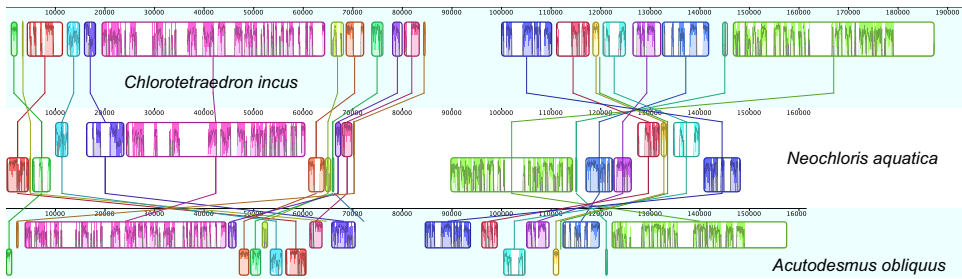 10000 20000 30000 40000 50000 60000 70000 80000 90000 100000 110000 120000 130000 140000 150000 160000 170000 180000 190000
Chlorotetraedron incus
10000 20000 30000 40000 50000 60000 70000 80000 90000 100000 110000 120000 130000 140000 150000
Neochloris aquatica
10000 20000 30000 40000 50000 60000 70000 80000 90000 100000 110000 120000 130000 140000 150000 160000
Acutodesmus obliquus